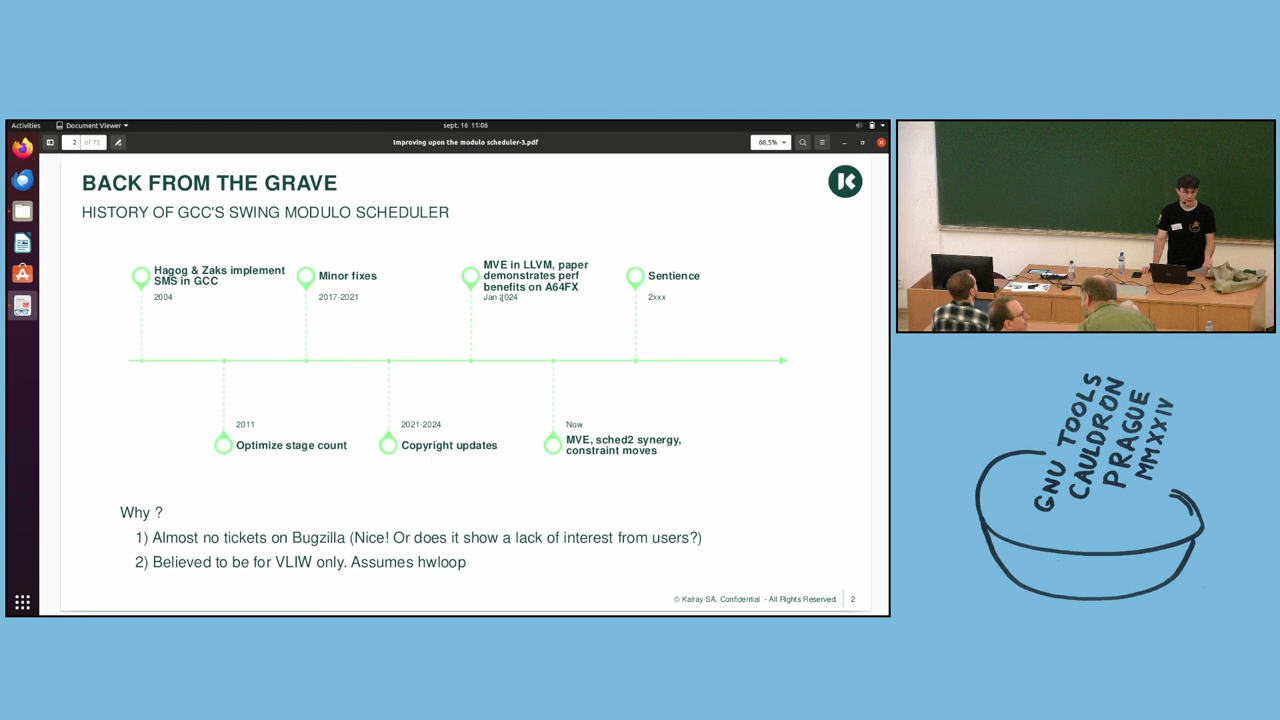 Activities
Document Viewer
sept. 16 11:06
2
of 72
Improving upon the modulo scheduler-3.pdf
68,5%
BACK FROM THE GRAVE
HISTORY OF GCC'S SWING MODULO SCHEDULER
Hagog & Zaks implement
SMS in GCC
2004
Minor fixes
2017-2021
MVE in LLVM, paper
demonstrates perf
benefits on A64FX
Jan 2024
Sentience
2xxx
2011
Optimize stage count
2021-2024
Copyright updates
Now
MVE, sched2 synergy,
constraint moves
Why ?
1) Almost no tickets on Bugzilla (Nice! Or does it show a lack of interest from users?)
2) Believed to be for VLIW only. Assumes hwloop
© Kalray SA. Confidential - All Rights Reserved.
2
GNU TOOLS
CAULDRON
PRAGUE
MMXXIV